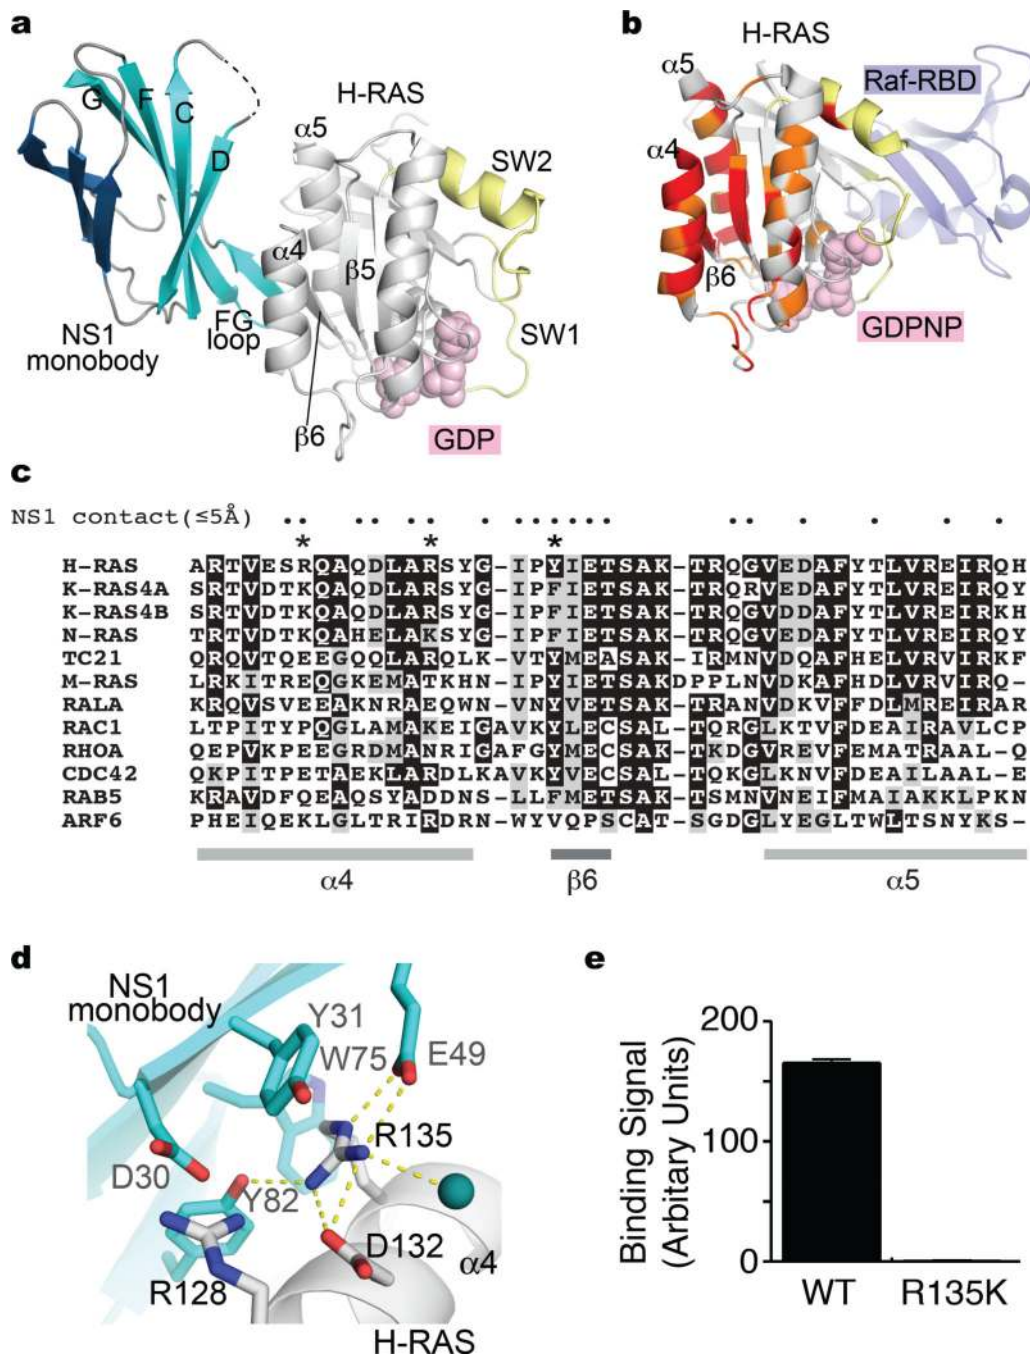 a
G
F
C
D
H-RAS
α5
SW2
α4
β5
SW1
FG
loop
NS1
monobody
β6
GDP
b
H-RAS
α5
Raf-RBD
α4
β6
GDPNP
c
NS1 contact(≤5Å)
* * *
H-RAS ARTVESRQAQDLARSYG-IPYIETSAK-TRQGVEDAFYTLVREIRQH
K-RAS4A SRTVDTKQAQDLARSYG-IPFIETSAK-TRQRVEDAFYTLVREIRQY
K-RAS4B SRTVDTKQAQDLARSYG-IPFIETSAK-TRQGVDDAFYTLVREIRKH
N-RAS TRTVDTKQAHELAKSYG-IPFIETSAK-TRQGVEDAFYTLVREIRQY
TC21 QRQVTQEEGQQLARQLK-VTYMEASAK-IRMNVDQAFHELVRVIRKF
M-RAS LRKITREQGKEMATKHN-IPYIETSAKDPPLNVDKAFHDLVRVIRQ-
RALA KRQVSVEEAKNRAEQWN-VNYVETSAK-TRANVDKVFFDLMREIRAR
RAC1 LTPITYPQGLAMAKEIGAVKYLECSAL-TQRGLKTVFDEAIRAVLCP
RHOA QEPVKPEEGRDMANRIGAFGYMECSAK-TKDGVREVFEMATRAAL-Q
CDC42 QKPITPETAEKLARDLKAVKYVECSAL-TQKGLKNVFDEAILAAL-E
RAB5 KRAVDFQEAQSYADDNS-LLFMETSAK-TSMNVNEIFMAIAKKLPKN
ARF6 PHEIQEKLGLTRIRDRN-WYVQPSCAT-SGDGLYEGLTWLTSNYKS-
α4 β6 α5
d
NS1
monobody
Y31
W75
E49
R135
D30
Y82
D132
α4
R128
H-RAS
e
Binding Signal
(Arbitary Units)
200
100
0
WT R135K